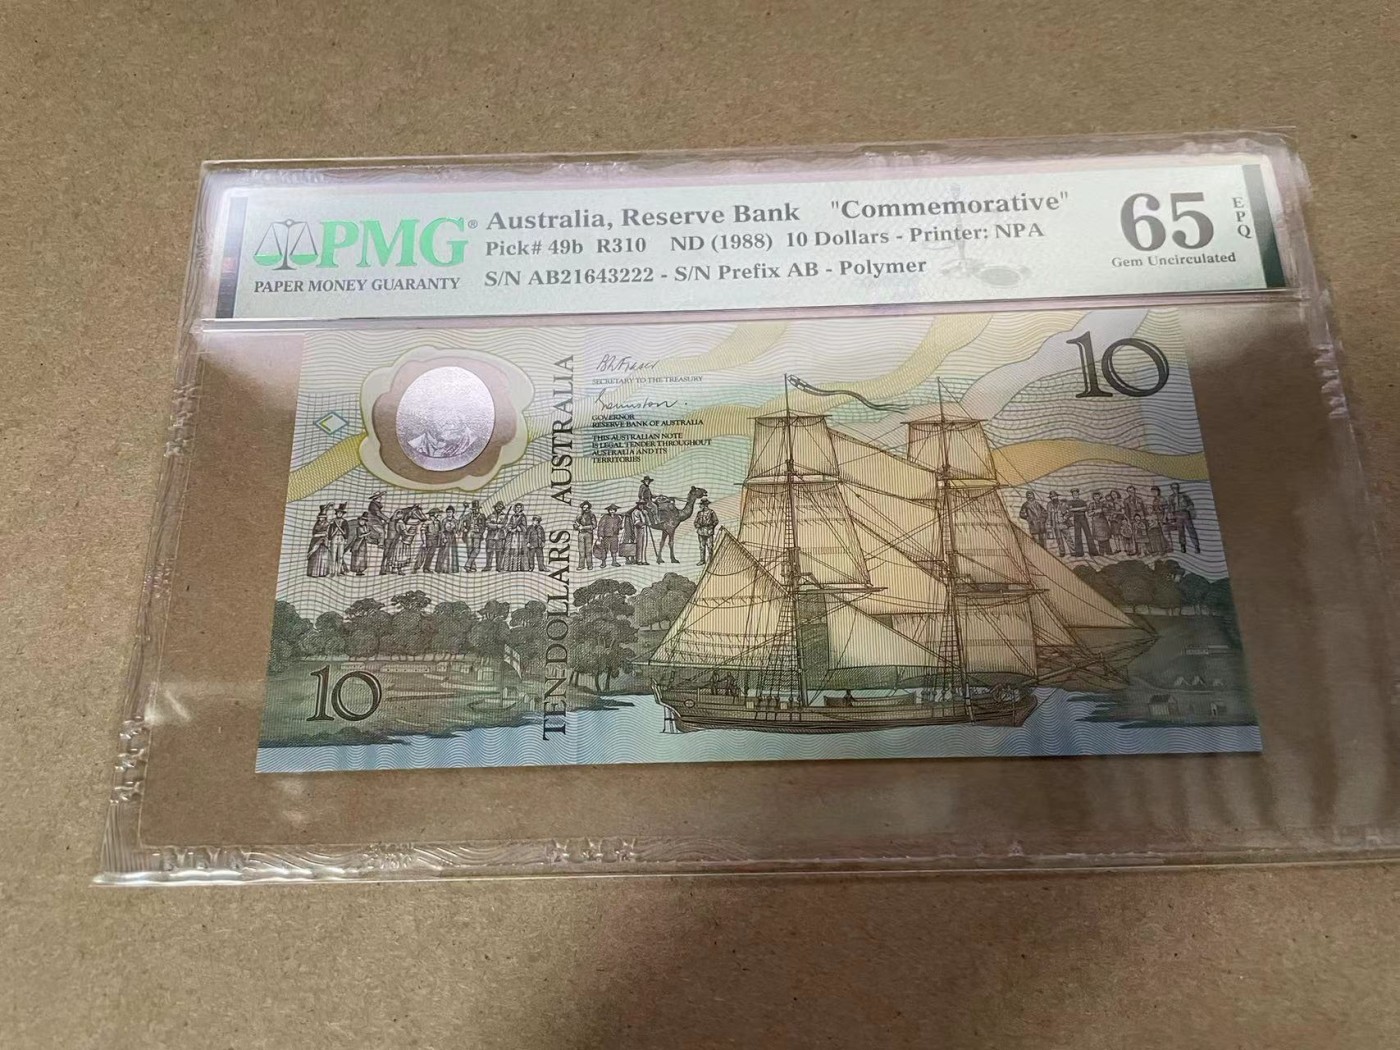 PMG®
PAPER MONEY GUARANTY
Australia, Reserve Bank "Commemorative"
Pick# 49b R310 ND (1988) 10 Dollars - Printer: NPA
S/N AB21643222 - S/N Prefix AB - Polymer
65
EPQ
Gem Uncirculated
10
SECRETARY TO THE TREASURY
GOVERNOR
RESERVE BANK OF AUSTRALIA
THIS AUSTRALIAN NOTE
IS LEGAL TENDER THROUGHOUT
AUSTRALIA AND ITS
TERRITORIES
TEN DOLLARS AUSTRALIA
10